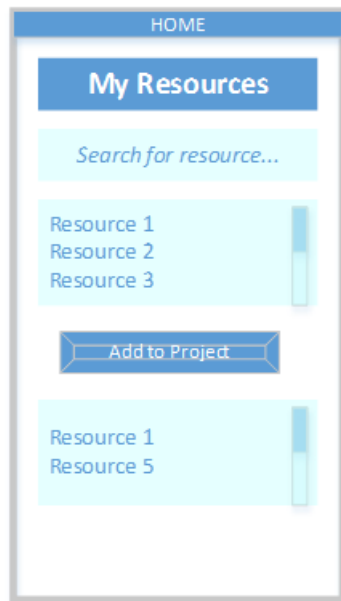 HOME
My Resources
Search for resource...
Resource 1
Resource 2
Resource 3
Add to Project
Resource 1
Resource 5